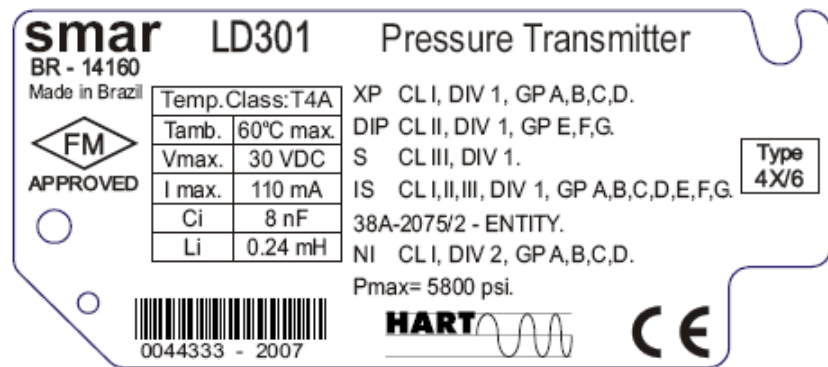 smar LD301 Pressure Transmitter
BR - 14160
Made in Brazil
FM
APPROVED
Temp.Class:T4A
Tamb. 60ºC max.
Vmax. 30 VDC
I max. 110 mA
Ci 8 nF
Li 0.24 mH
XP CL I, DIV 1, GP A,B,C,D.
DIP CL II, DIV 1, GP E,F,G.
S CL III, DIV 1.
IS CL I,II,III, DIV 1, GP A,B,C,D,E,F,G.
38A-2075/2 - ENTITY.
NI CL I, DIV 2, GP A,B,C,D.
Pmax= 5800 psi.
Type
4X/6
0044333 - 2007
HART
CE